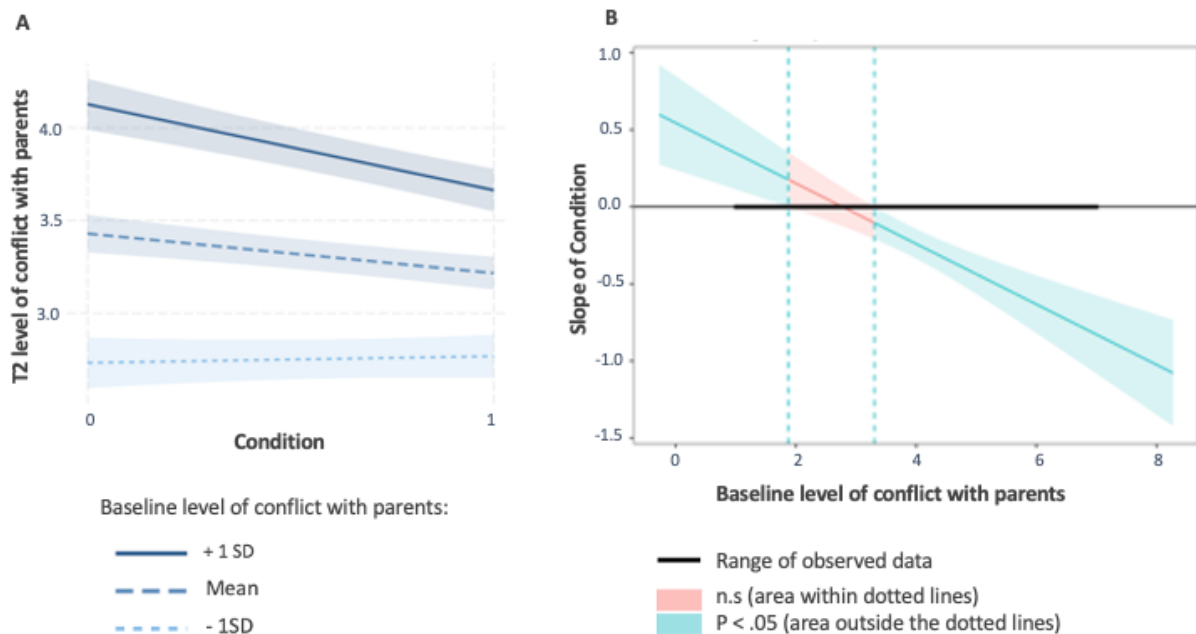 A
T2 level of conflict with parents
4.0
3.5
3.0
0
1
Condition
Baseline level of conflict with parents:
+ 1 SD
Mean
- 1SD
B
Slope of Condition
1.0
0.5
0.0
-0.5
-1.0
-1.5
0
2
4
6
8
Baseline level of conflict with parents
Range of observed data
n.s (area within dotted lines)
P < .05 (area outside the dotted lines)